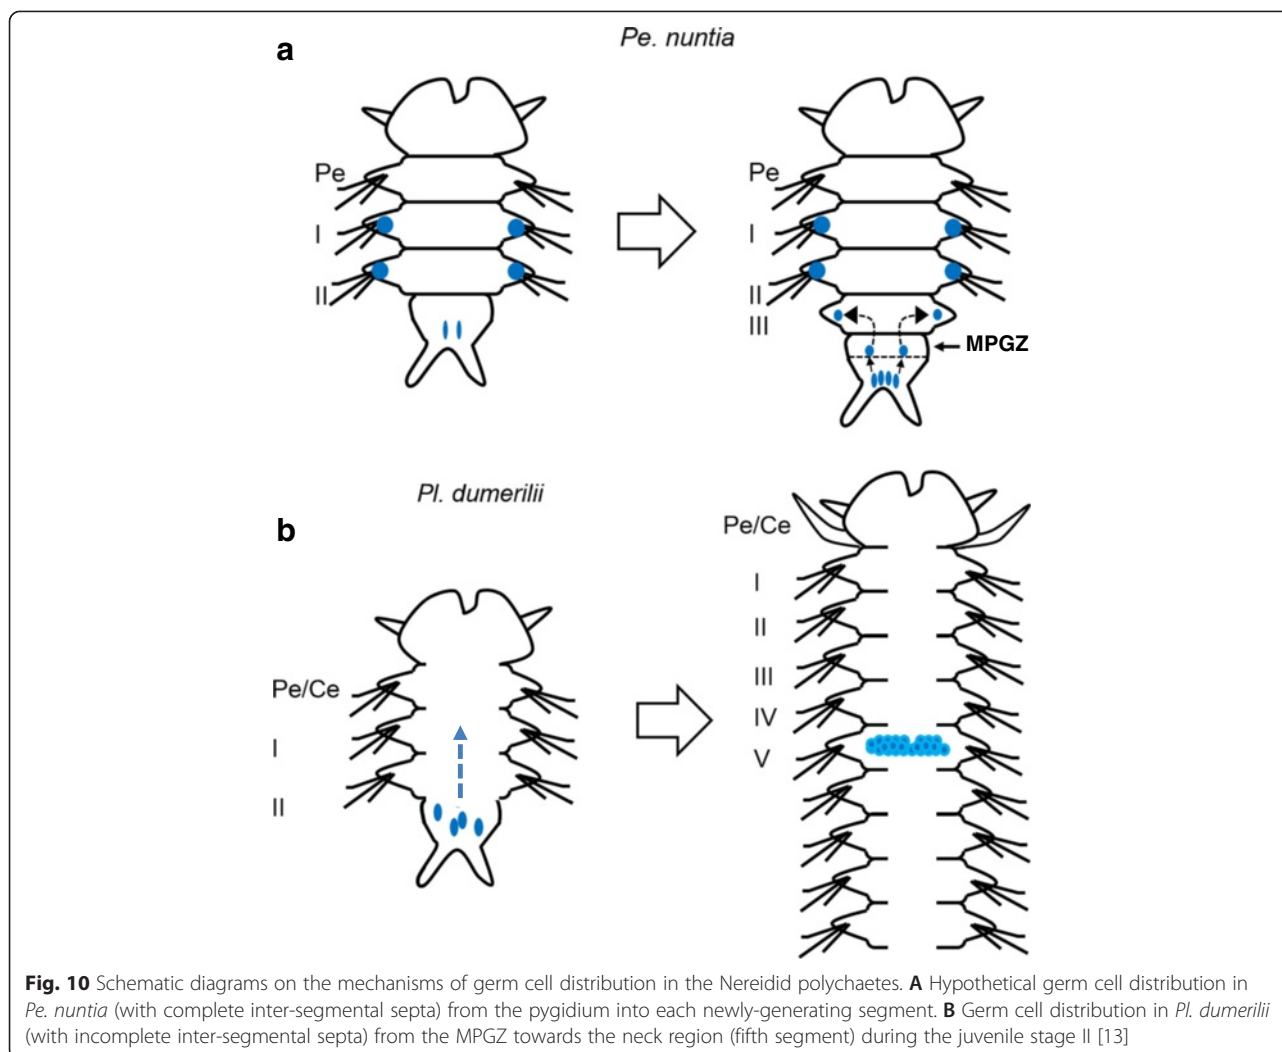 Pe. nuntia
a
Pe
I
II
Pe
I
II
III
MPGZ
Pl. dumerilii
b
Pe/Ce
I
II
Pe/Ce
I
II
III
IV
V
Fig. 10 Schematic diagrams on the mechanisms of germ cell distribution in the Nereidid polychaetes. A Hypothetical germ cell distribution in
Pe. nuntia (with complete inter-segmental septa) from the pygidium into each newly-generating segment. B Germ cell distribution in Pl. dumerilii
(with incomplete inter-segmental septa) from the MPGZ towards the neck region (fifth segment) during the juvenile stage II [13]